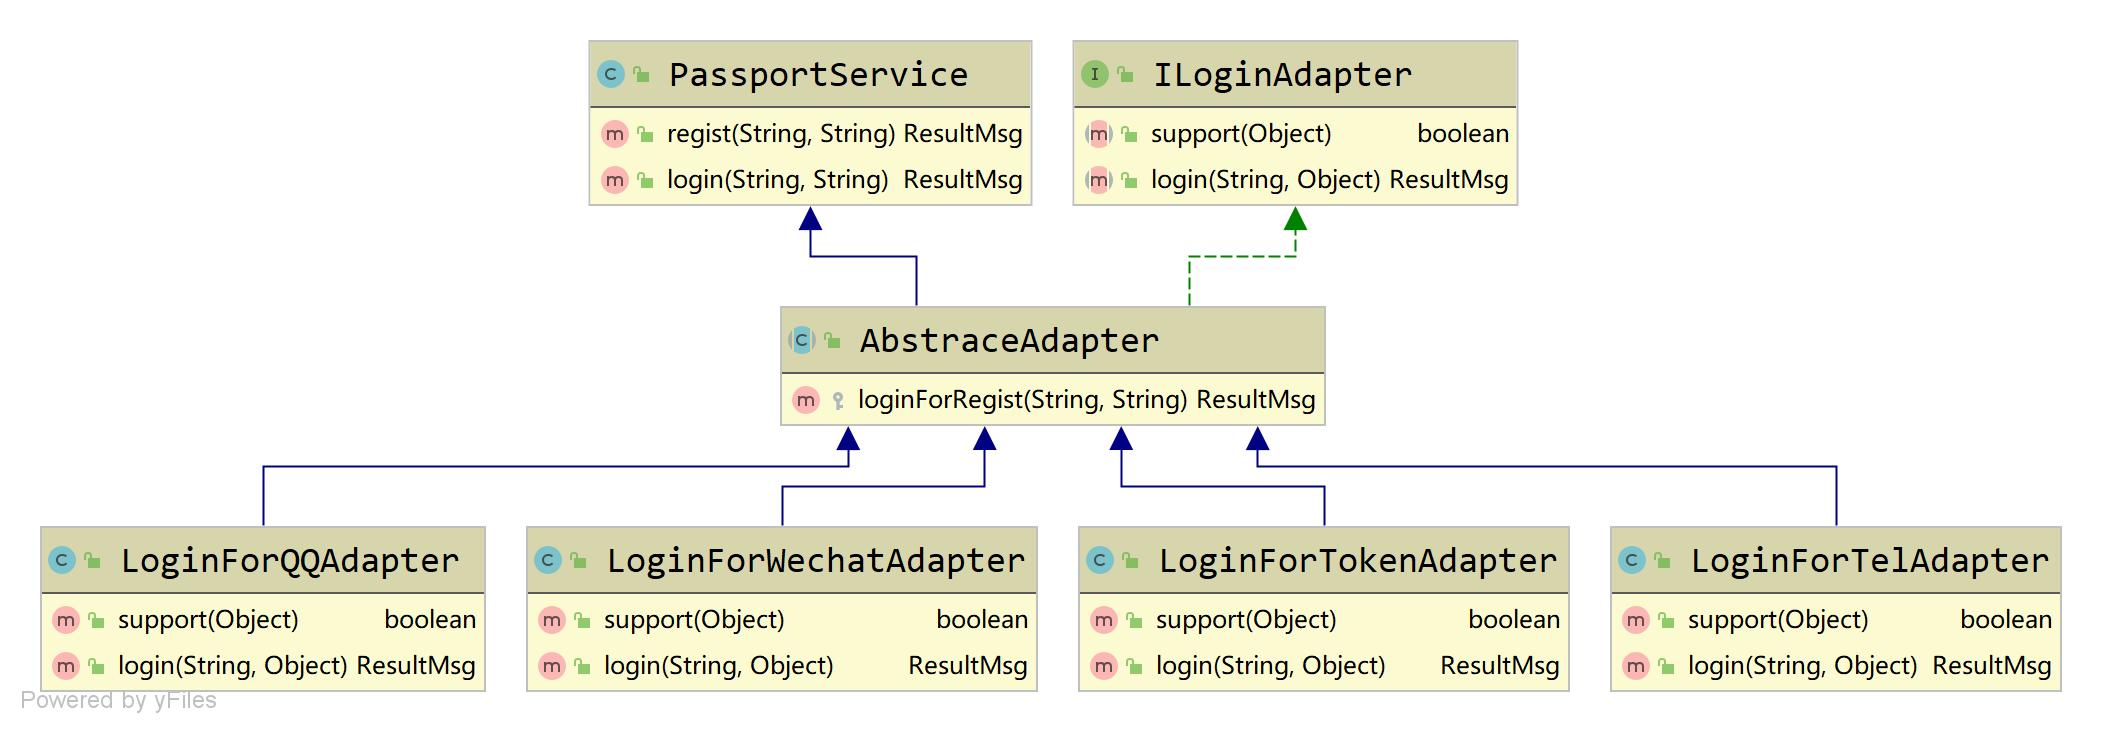 PassportService
regist(String, String) ResultMsg
login(String, String) ResultMsg
ILoginAdapter
support(Object) boolean
login(String, Object) ResultMsg
AbstraceAdapter
loginForRegist(String, String) ResultMsg
LoginForQQAdapter
support(Object) boolean
login(String, Object) ResultMsg
LoginForWechatAdapter
support(Object) boolean
login(String, Object) ResultMsg
LoginForTokenAdapter
support(Object) boolean
login(String, Object) ResultMsg
LoginForTelAdapter
support(Object) boolean
login(String, Object) ResultMsg
Powered by yFiles